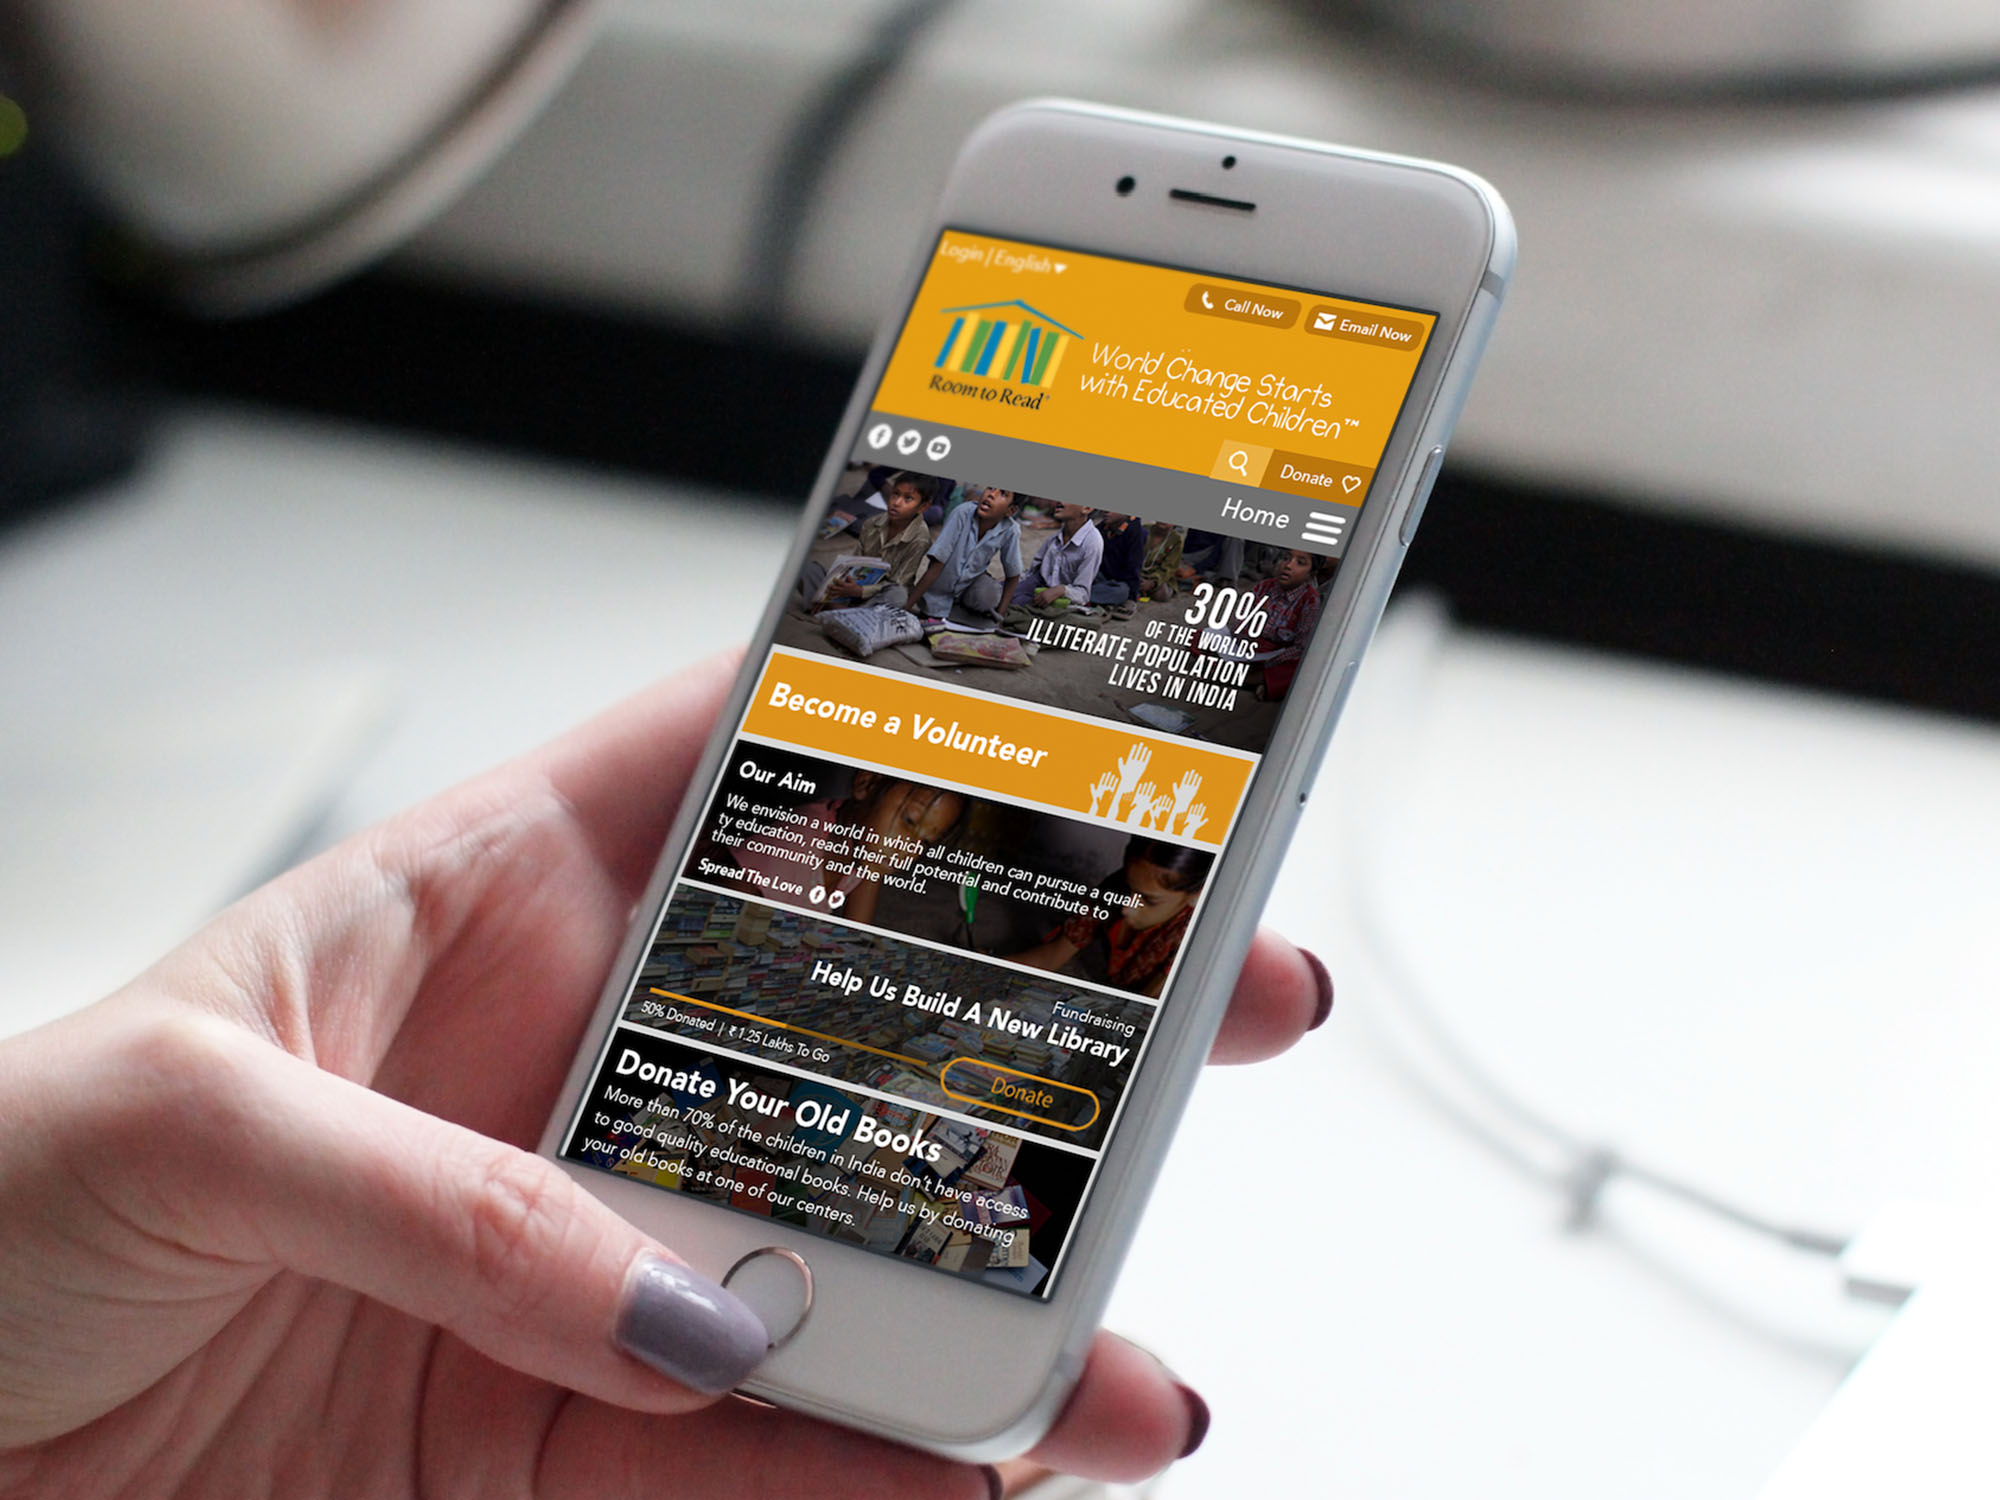 Login | English
Call Now
Email Now
Room to Read®
World Change Starts
with Educated Children™
Donate
Home
30%
OF THE WORLDS
ILLITERATE POPULATION
LIVES IN INDIA
Become a Volunteer
Our Aim
We envision a world in which all children can pursue a quali-
ty education, reach their full potential and contribute to
their community and the world.
Spread The Love
Fundraising
Help Us Build A New Library
50% Donated | ₹1.25 Lakhs To Go
Donate
Donate Your Old Books
More than 70% of the children in India don't have access
to good quality educational books. Help us by donating
your old books at one of our centers.